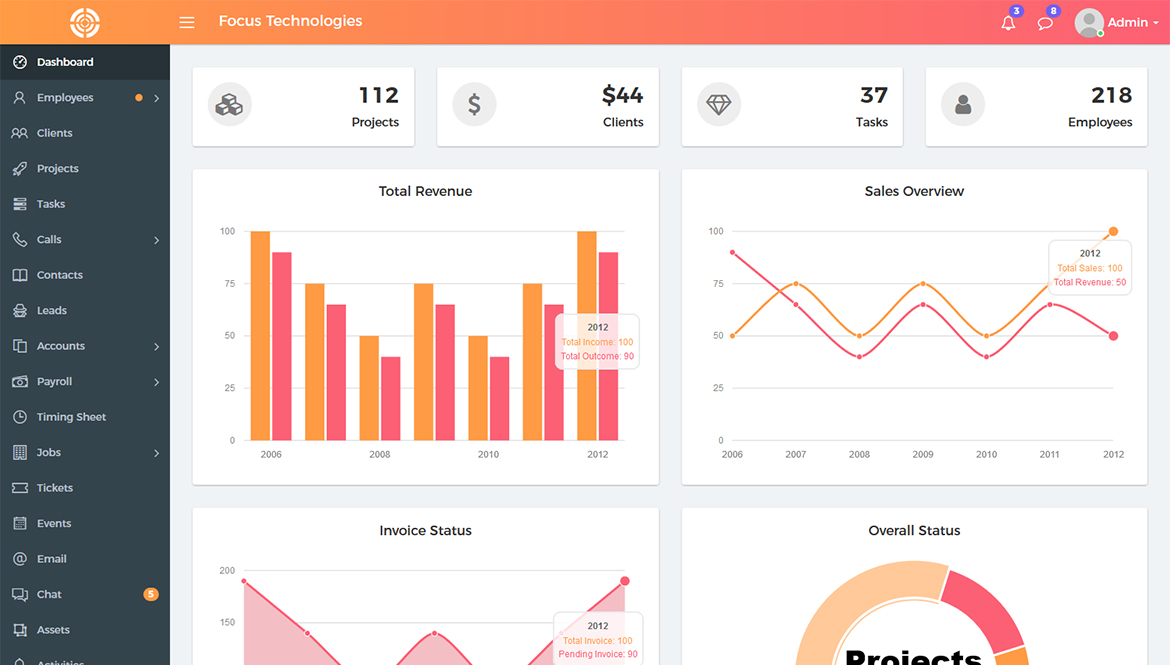 Focus Technologies
3
8
Admin
Dashboard
Employees
Clients
Projects
Tasks
Calls
Contacts
Leads
Accounts
Payroll
Timing Sheet
Jobs
Tickets
Events
Email
Chat
5
Assets
Activities
112
Projects
$44
Clients
37
Tasks
218
Employees
Total Revenue
100
75
50
25
0
2006
2008
2010
2012
2012
Total Income: 100
Total Outcome: 90
Sales Overview
100
75
50
25
0
2006
2007
2008
2009
2010
2011
2012
2012
Total Sales: 100
Total Revenue: 50
Invoice Status
200
150
2012
Total Invoice: 100
Pending Invoice: 90
Overall Status
Projects